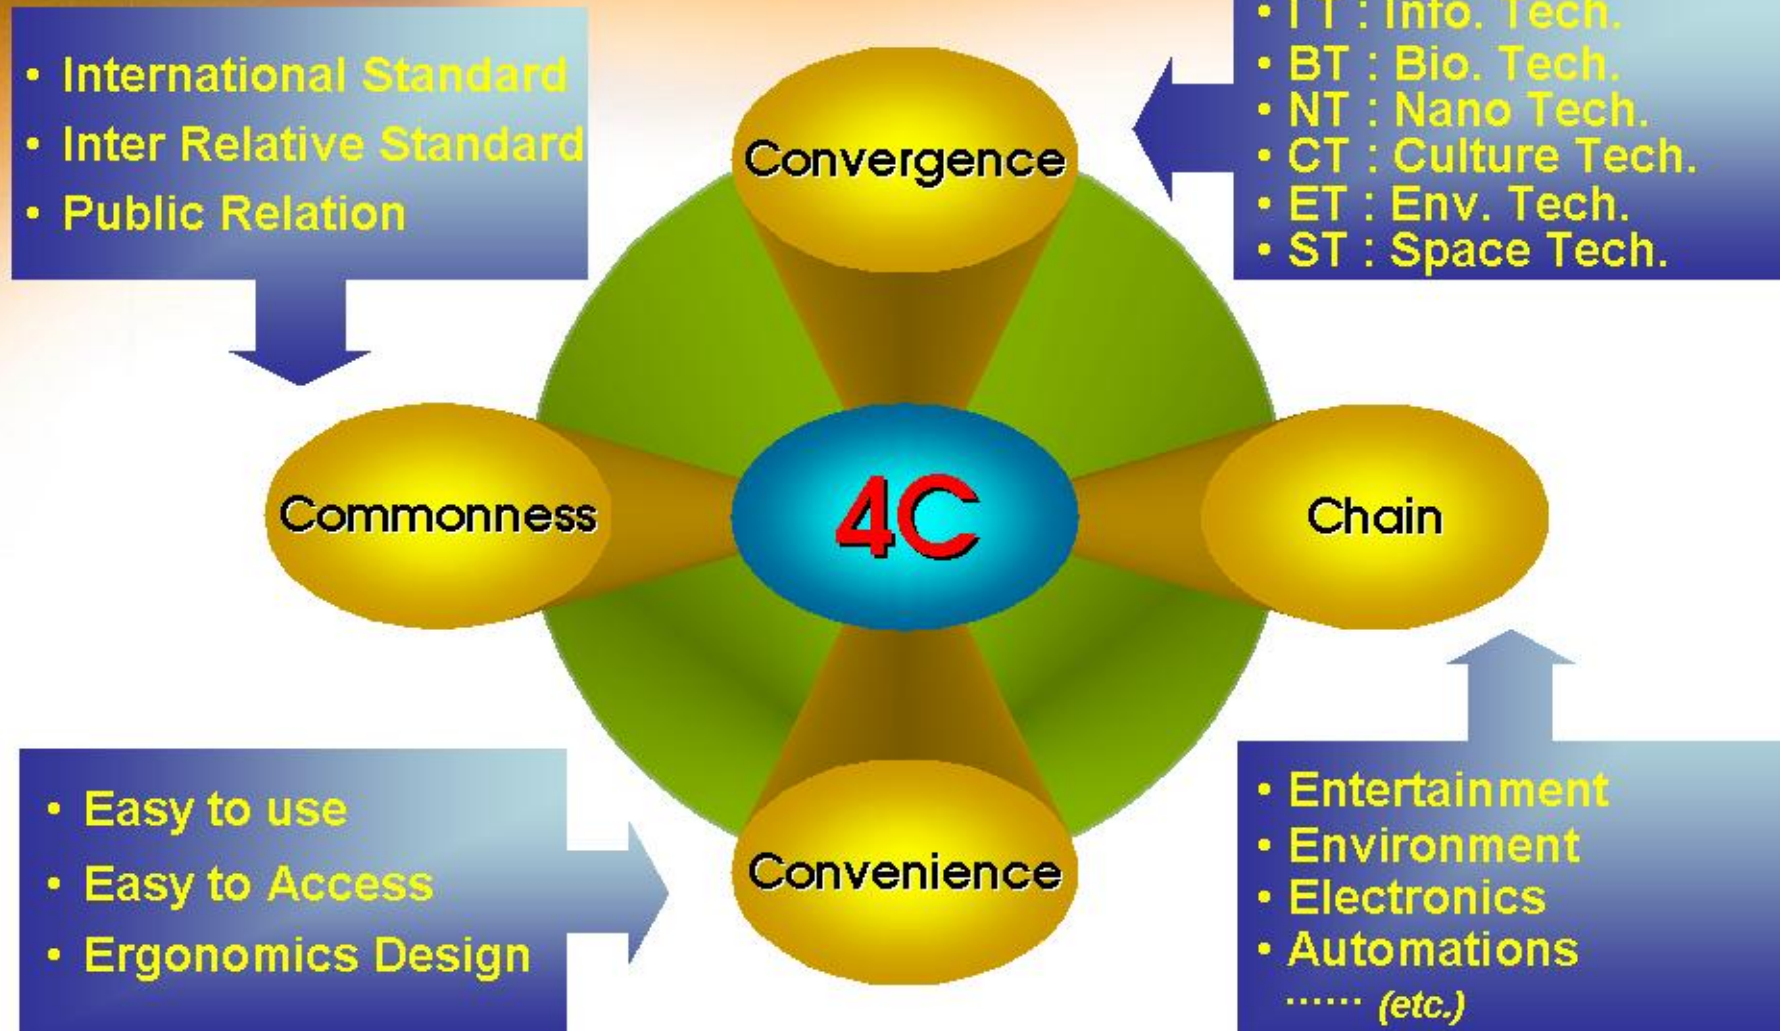 • International Standard
• Inter Relative Standard
• Public Relation
• IT : Info. Tech.
• BT : Bio. Tech.
• NT : Nano Tech.
• CT : Culture Tech.
• ET : Env. Tech.
• ST : Space Tech.
Convergence
Commonness
4C
Chain
Convenience
• Easy to use
• Easy to Access
• Ergonomics Design
• Entertainment
• Environment
• Electronics
• Automations
...... (etc.)